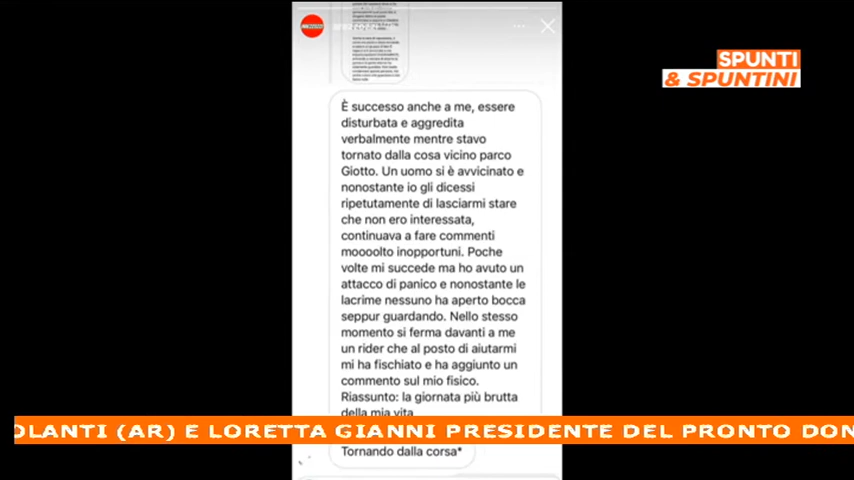 SPUNTI
& SPUNTINI
È successo anche a me, essere
disturbata e aggredita
verbalmente mentre stavo
tornato dalla cosa vicino parco
Giotto. Un uomo si è avvicinato e
nonostante io gli dicessi
ripetutamente di lasciarmi stare
che non ero interessata,
continuava a fare commenti
moooolto inopportuni. Poche
volte mi succede ma ho avuto un
attacco di panico e nonostante le
lacrime nessuno ha aperto bocca
seppur guardando. Nello stesso
momento si ferma davanti a me
un rider che al posto di aiutarmi
mi ha fischiato e ha aggiunto un
commento sul mio fisico.
Riassunto: la giornata più brutta
della mia vita
OLANTI (AR) E LORETTA GIANNI PRESIDENTE DEL PRONTO DON
Tornando dalla corsa*